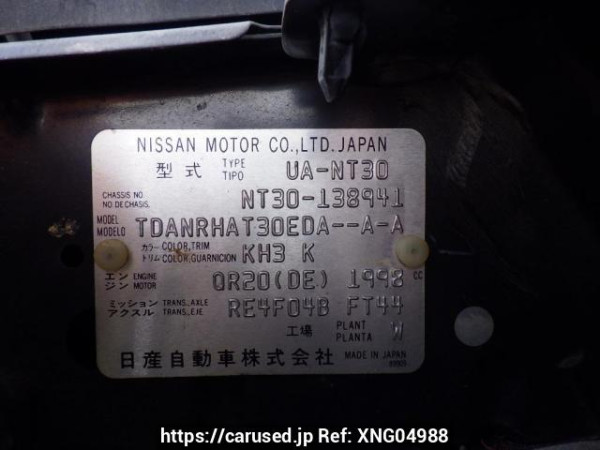 NISSAN MOTOR CO.,LTD. JAPAN
型式 TYPE TIPO UA-NT30
CHASSIS NO. NO.DE CHASIS. NT30-138941
MODEL MODELO TDANRHAT30EDA--A-A
カラー トリム COLOR,TRIM COLOR,GUARNICION KH3 K
エンジン ENGINE MOTOR QR20(DE) 1998 CC
ミッション アクスル TRANS.,AXLE TRANS.,EJE RE4F04B FT44
工場 PLANT PLANTA W
日産自動車株式会社 MADE IN JAPAN
https://carused.jp Ref: XNG04988